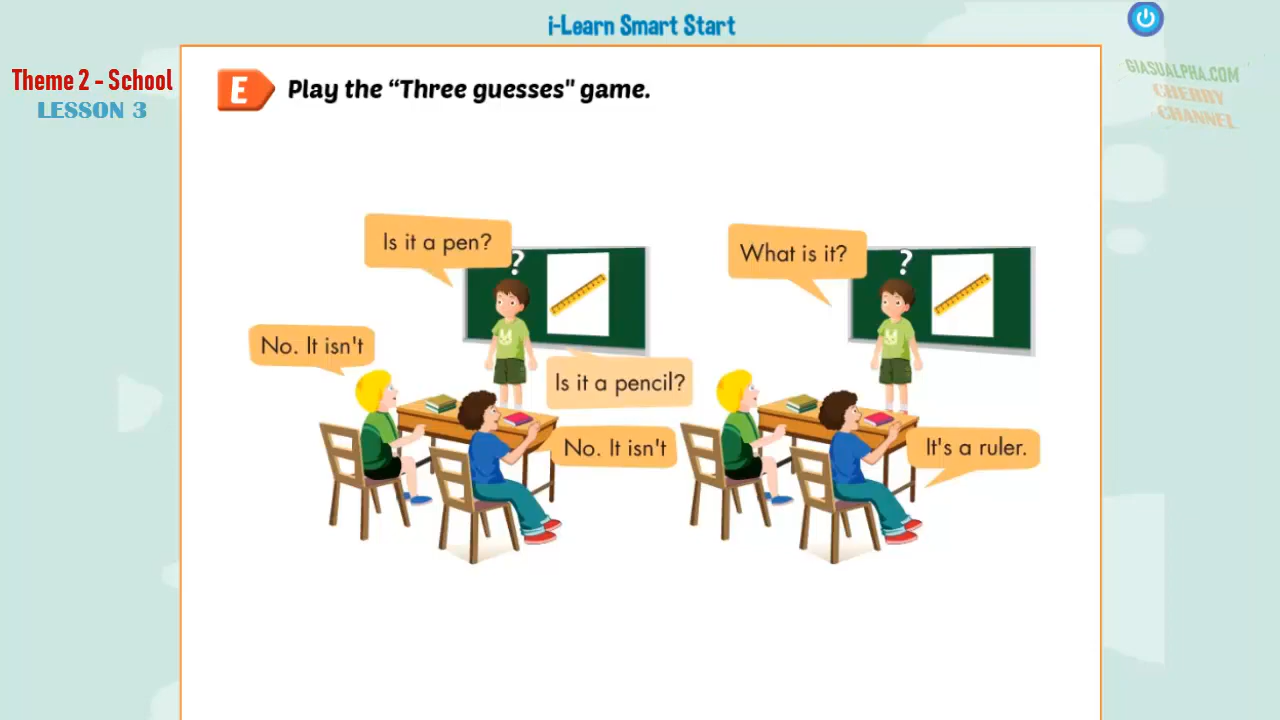 i-Learn Smart Start
Theme 2 - School
LESSON 3
GIASUALPHA.COM
CHERRY
CHANNEL
E Play the “Three guesses" game.
Is it a pen?
?
No. It isn't
Is it a pencil?
No. It isn't
What is it?
?
It's a ruler.